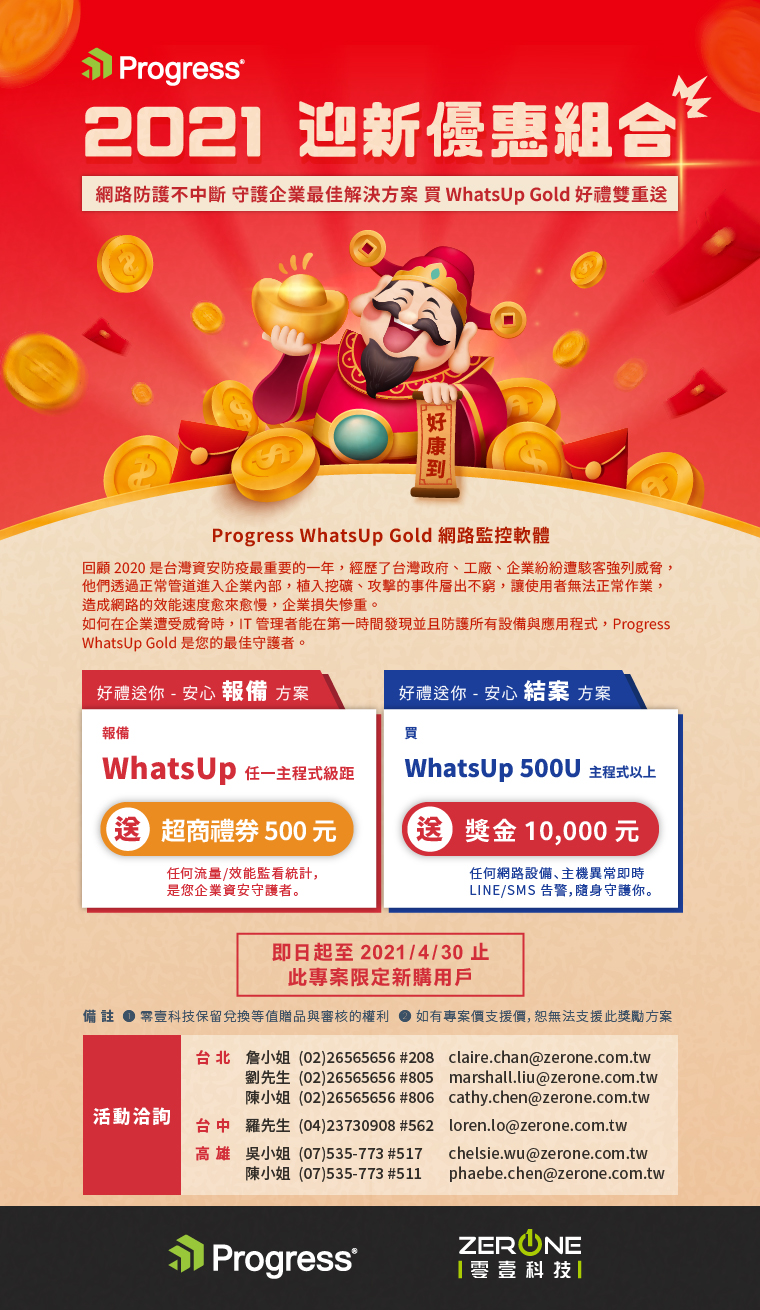 Progress®
2021 迎新優惠組合
網路防護不中斷 守護企業最佳解決方案 買 WhatsUp Gold 好禮雙重送
好康到
Progress WhatsUp Gold 網路監控軟體
回顧 2020 是台灣資安防疫最重要的一年，經歷了台灣政府、工廠、企業紛紛遭駭客強列威脅，
他們透過正常管道進入企業內部，植入挖礦、攻擊的事件層出不窮，讓使用者無法正常作業，
造成網路的效能速度愈來愈慢，企業損失慘重。
如何在企業遭受威脅時，IT 管理者能在第一時間發現並且防護所有設備與應用程式，Progress
WhatsUp Gold 是您的最佳守護者。
好禮送你 - 安心 報備 方案
報備
WhatsUp 任一主程式級距
送 超商禮券 500 元
任何流量/效能監看統計，
是您企業資安守護者。
好禮送你 - 安心 結案 方案
買
WhatsUp 500U 主程式以上
送 獎金 10,000 元
任何網路設備、主機異常即時
LINE/SMS 告警，隨身守護你。
即日起至 2021/4/30 止
此專案限定新購用戶
備註 ❶ 零壹科技保留兌換等值贈品與審核的權利 ❷ 如有專案價支援價，恕無法支援此獎勵方案
活動洽詢
台北 詹小姐 (02)26565656 #208 claire.chan@zerone.com.tw
劉先生 (02)26565656 #805 marshall.liu@zerone.com.tw
陳小姐 (02)26565656 #806 cathy.chen@zerone.com.tw
台中 羅先生 (04)23730908 #562 loren.lo@zerone.com.tw
高雄 吳小姐 (07)535-773 #517 chelsie.wu@zerone.com.tw
陳小姐 (07)535-773 #511 phaebe.chen@zerone.com.tw
Progress®
ZERONE
零壹科技